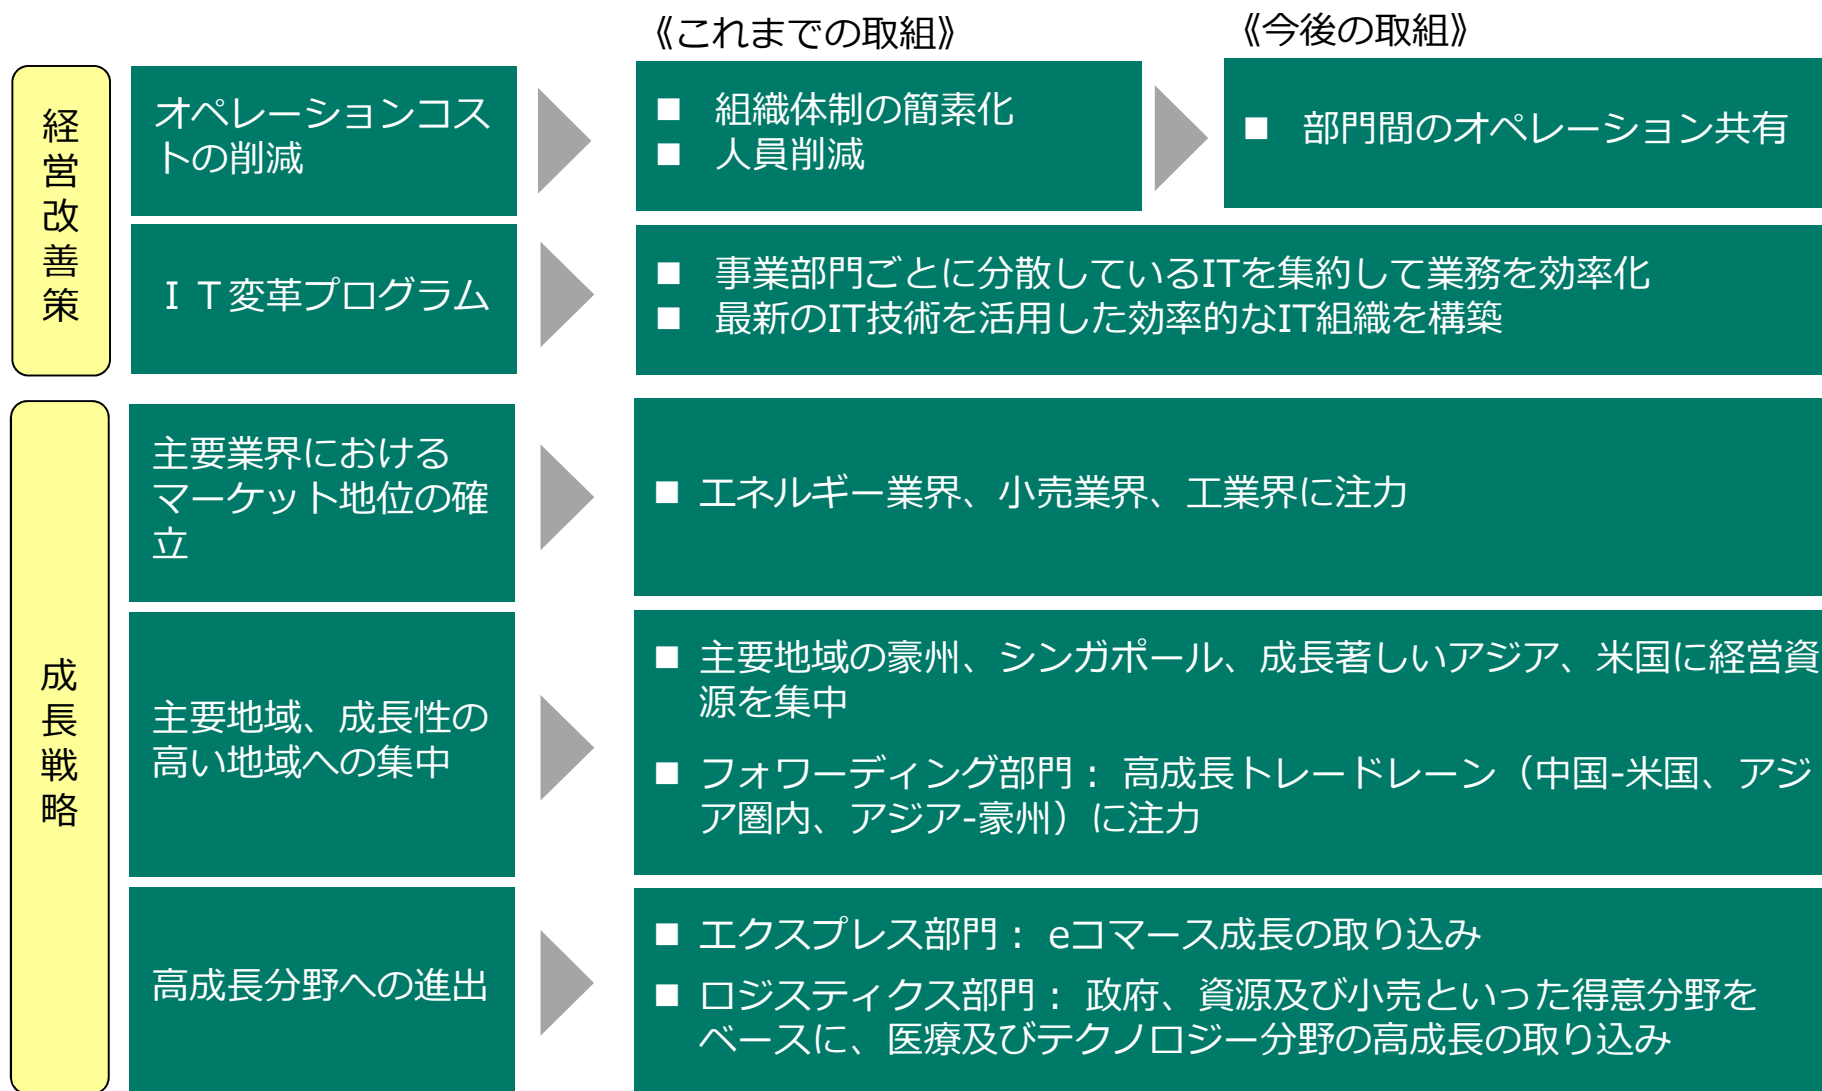 《これまでの取組》
《今後の取組》
経営改善策
オペレーションコス
トの削減
■ 組織体制の簡素化
■ 人員削減
■ 部門間のオペレーション共有
ＩＴ変革プログラム
■ 事業部門ごとに分散しているITを集約して業務を効率化
■ 最新のIT技術を活用した効率的なIT組織を構築
成長戦略
主要業界における
マーケット地位の確
立
■ エネルギー業界、小売業界、工業界に注力
主要地域、成長性の
高い地域への集中
■ 主要地域の豪州、シンガポール、成長著しいアジア、米国に経営資
源を集中
■ フォワーディング部門： 高成長トレードレーン（中国-米国、アジ
ア圏内、アジア-豪州）に注力
高成長分野への進出
■ エクスプレス部門： eコマース成長の取り込み
■ ロジスティクス部門： 政府、資源及び小売といった得意分野を
ベースに、医療及びテクノロジー分野の高成長の取り込み